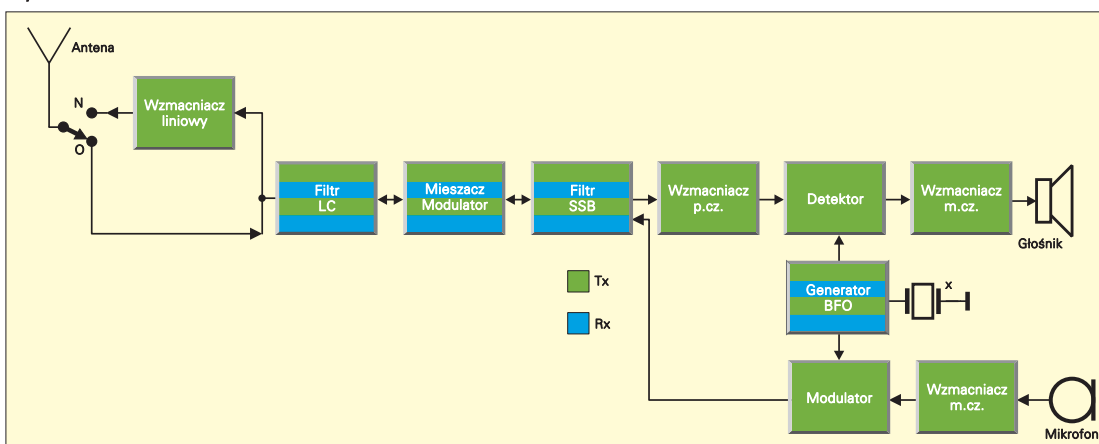 Antena
N
O
Wzmacniacz
liniowy
Filtr
LC
Mieszacz
Modulator
Filtr
SSB
Wzmacniacz
p.cz.
Detektor
Wzmacniacz
m.cz.
Głośnik
Tx
Rx
Generator
BFO
x
Modulator
Wzmacniacz
m.cz.
Mikrofon